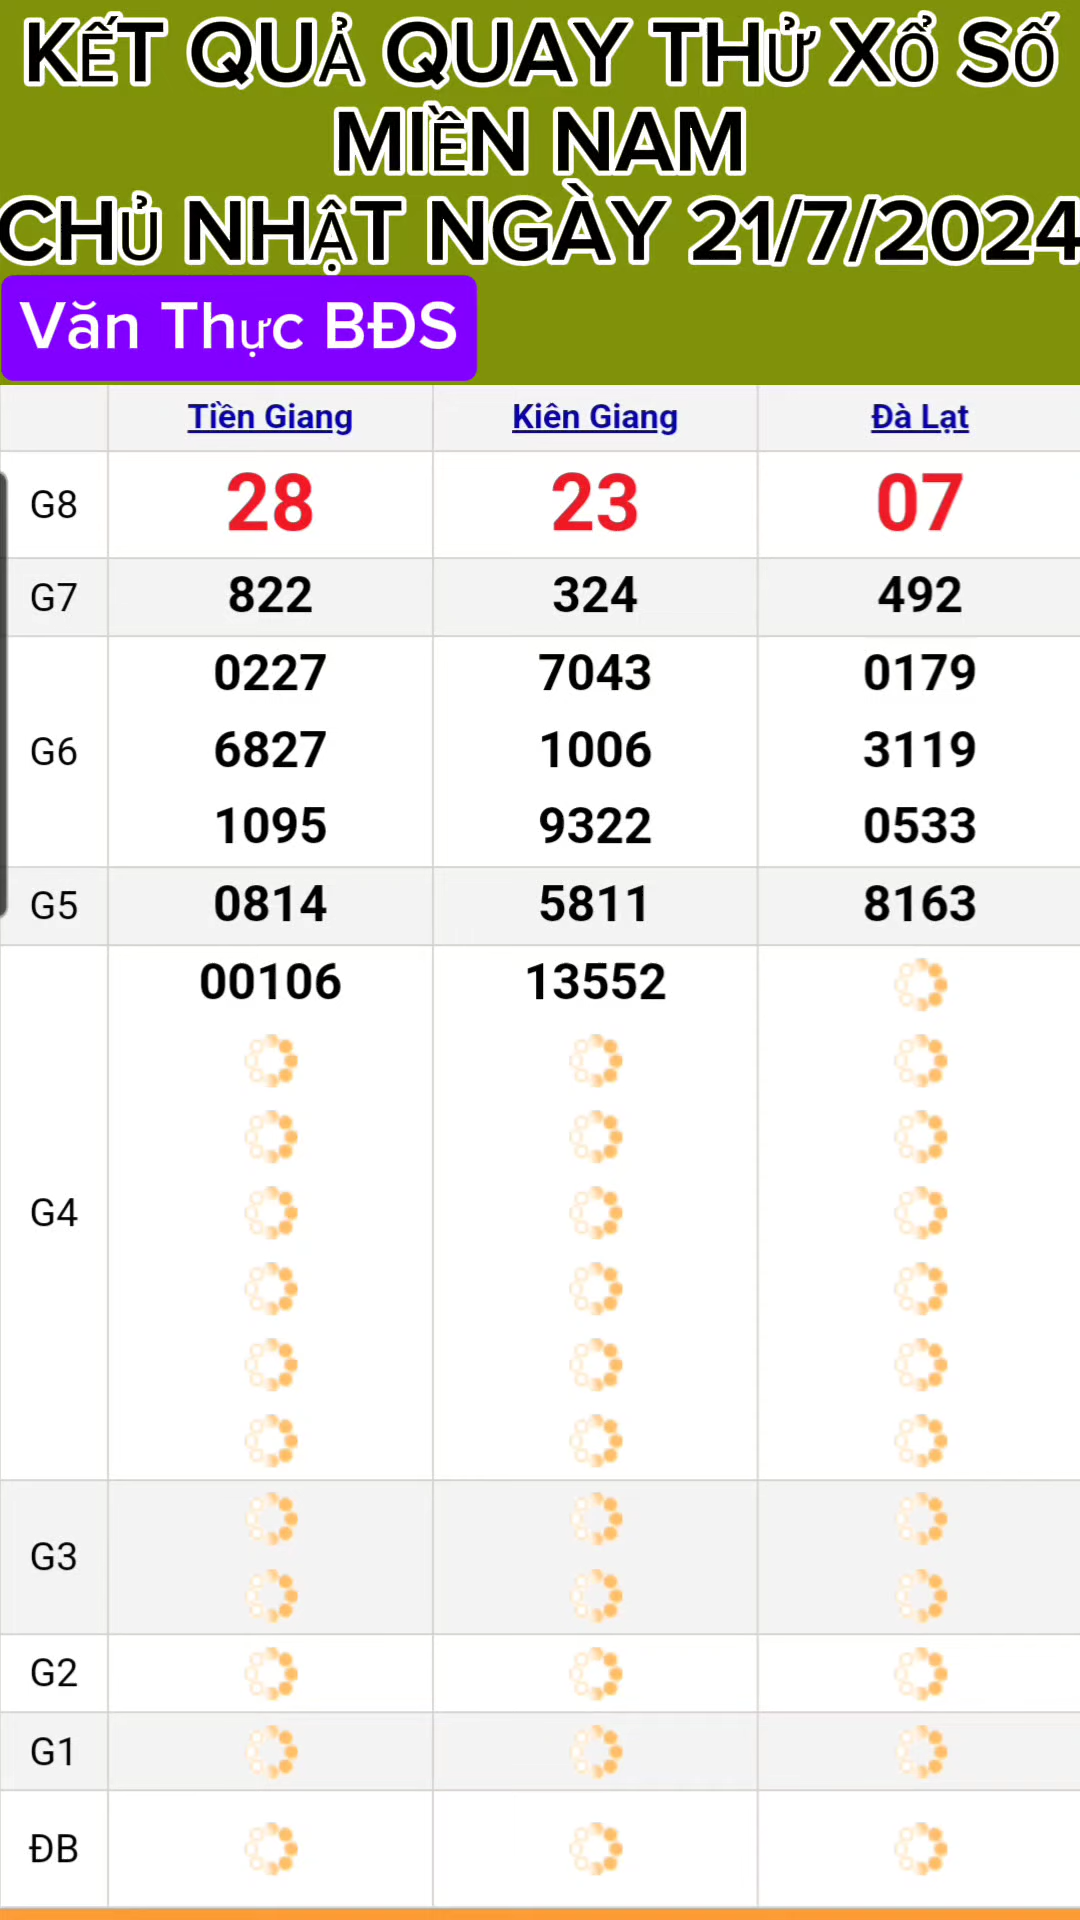 KẾT QUẢ QUAY THỬ XỔ SỐ
MIỀN NAM
CHỦ NHẬT NGÀY 21/7/2024
Văn Thực BĐS
Tiền Giang Kiên Giang Đà Lạt
G8 28 23 07
G7 822 324 492
0227 7043 0179
G6 6827 1006 3119
1095 9322 0533
G5 0814 5811 8163
00106 13552
G4
G3
G2
G1
ĐB